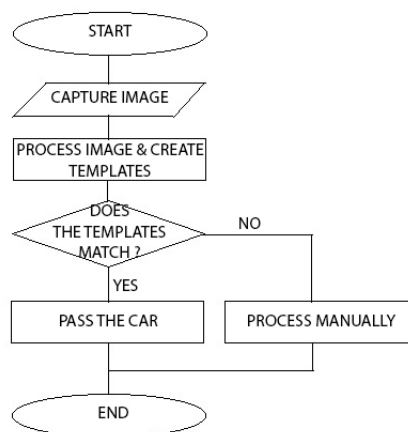 START
CAPTURE IMAGE
PROCESS IMAGE & CREATE
TEMPLATES
DOES
THE TEMPLATES
MATCH ?
NO
YES
PASS THE CAR
PROCESS MANUALLY
END